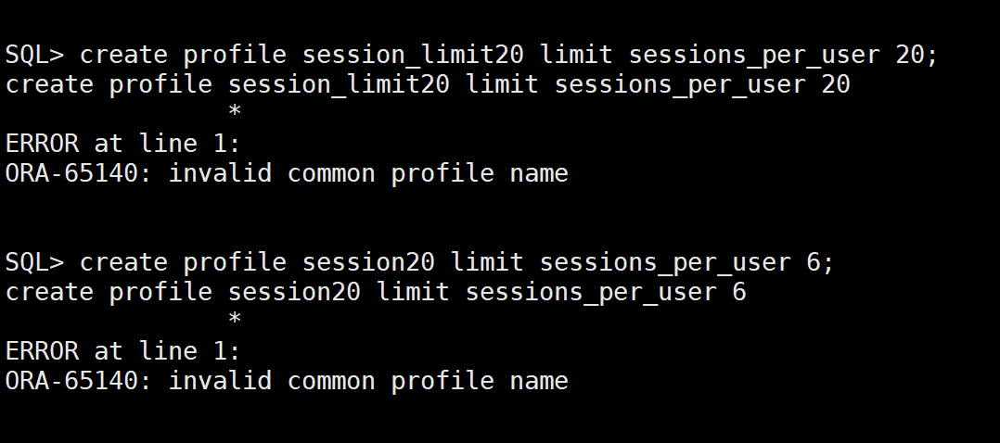 SQL> create profile session_limit20 limit sessions_per_user 20;
create profile session_limit20 limit sessions_per_user 20
*
ERROR at line 1:
ORA-65140: invalid common profile name
SQL> create profile session20 limit sessions_per_user 6;
create profile session20 limit sessions_per_user 6
*
ERROR at line 1:
ORA-65140: invalid common profile name